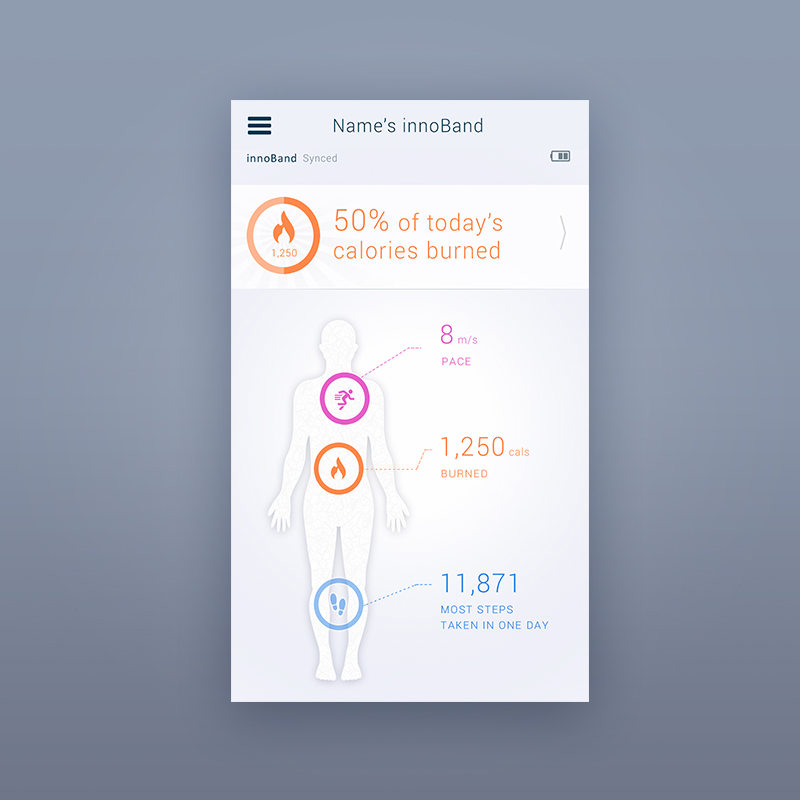 Name's innoBand
innoBand Synced
1,250
50% of today's
calories burned
8 m/s
PACE
1,250 cals
BURNED
11,871
MOST STEPS
TAKEN IN ONE DAY